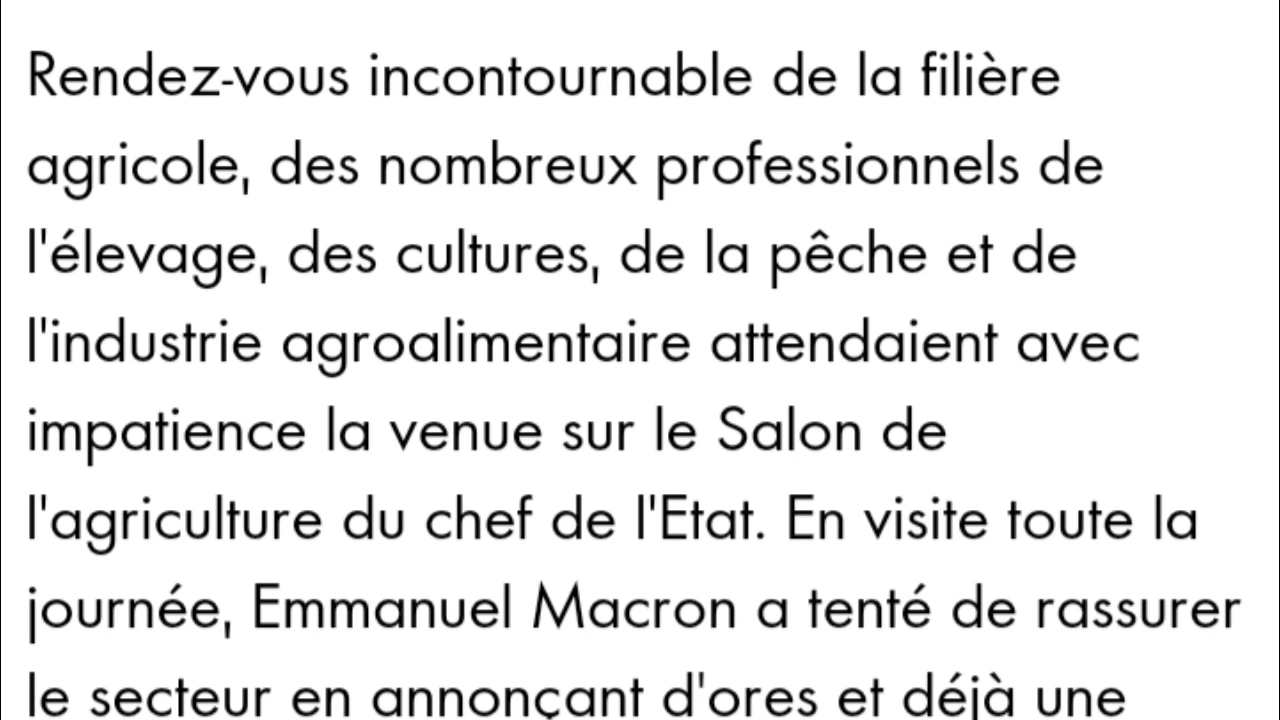 Rendez-vous incontournable de la filière
agricole, des nombreux professionnels de
l'élevage, des cultures, de la pêche et de
l'industrie agroalimentaire attendaient avec
impatience la venue sur le Salon de
l'agriculture du chef de l'Etat. En visite toute la
journée, Emmanuel Macron a tenté de rassurer
le secteur en annonçant d'ores et déjà une